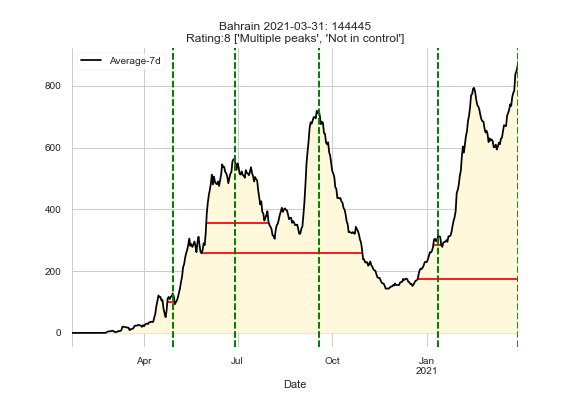 Bahrain 2021-03-31: 144445
Rating:8 ['Multiple peaks', 'Not in control']
Average-7d
800
600
400
200
0
Apr
Jul
Oct
Jan
2021
Date